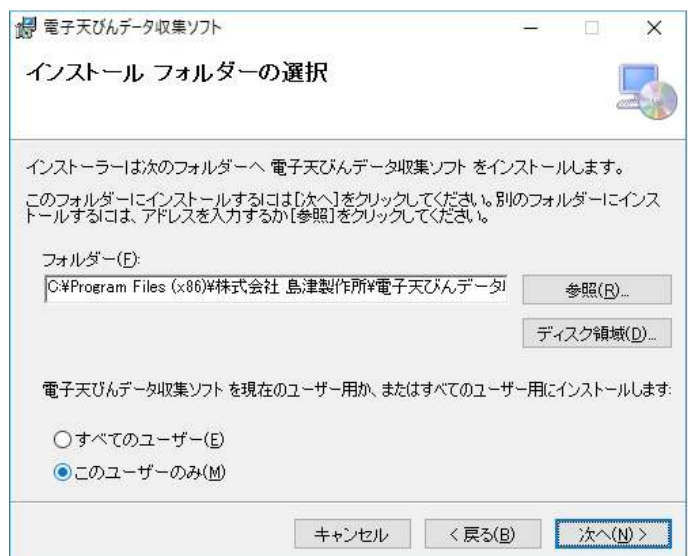 電子天びんデータ収集ソフト
インストール フォルダーの選択
インストーラーは次のフォルダーへ 電子天びんデータ収集ソフト をインストールします。
このフォルダーにインストールするには[次へ]をクリックしてください。別のフォルダーにインス
トールするには、アドレスを入力するか[参照]をクリックしてください。
フォルダー(F):
C:¥Program Files (x86)¥株式会社 島津製作所¥電子天びんデータ
参照(R)...
ディスク領域(D)...
電子天びんデータ収集ソフト を現在のユーザー用か、またはすべてのユーザー用にインストールします:
すべてのユーザー(E)
このユーザーのみ(M)
キャンセル
< 戻る(B)
次へ(N) >